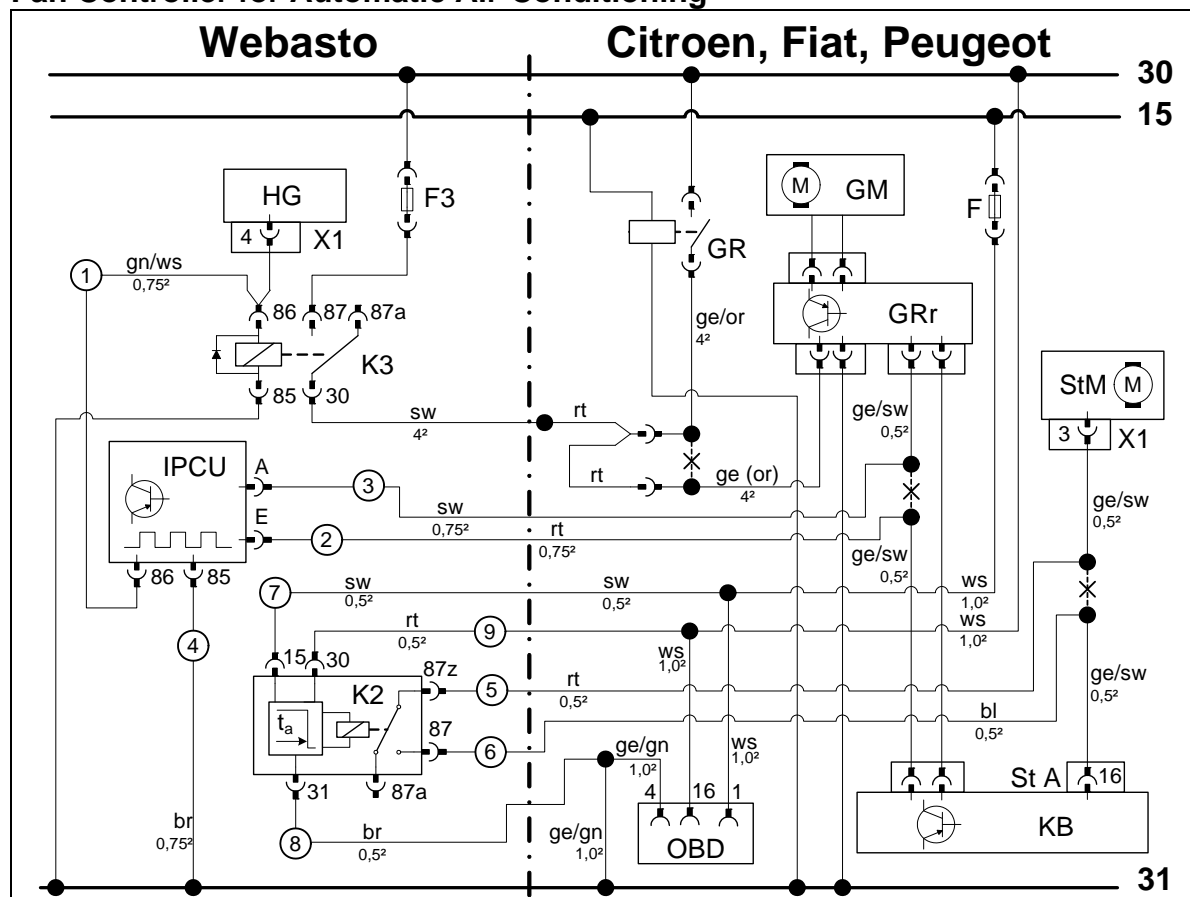 Fan Controller for Automatic Air-Conditioning
Webasto
Citroen, Fiat, Peugeot
30
15
HG
4
X1
F3
M
GM
F
GR
1
gn/ws
0,75²
86
87
87a
K3
85
30
ge/or
4²
GRr
StM
M
3
X1
sw
4²
rt
rt
ge (or)
4²
ge/sw
0,5²
IPCU
A
E
3
sw
0,75²
2
rt
0,75²
ge/sw
0,5²
ge/sw
0,5²
86
85
7
sw
0,5²
sw
0,5²
ws
1,0²
4
rt
0,5²
9
ws
1,0²
ws
1,0²
15
30
K2
87z
5
rt
0,5²
ge/sw
0,5²
ta
87
6
bl
0,5²
31
87a
ge/gn
1,0²
ws
1,0²
4
16
1
St A
16
KB
br
0,75²
8
br
0,5²
ge/gn
1,0²
OBD
31